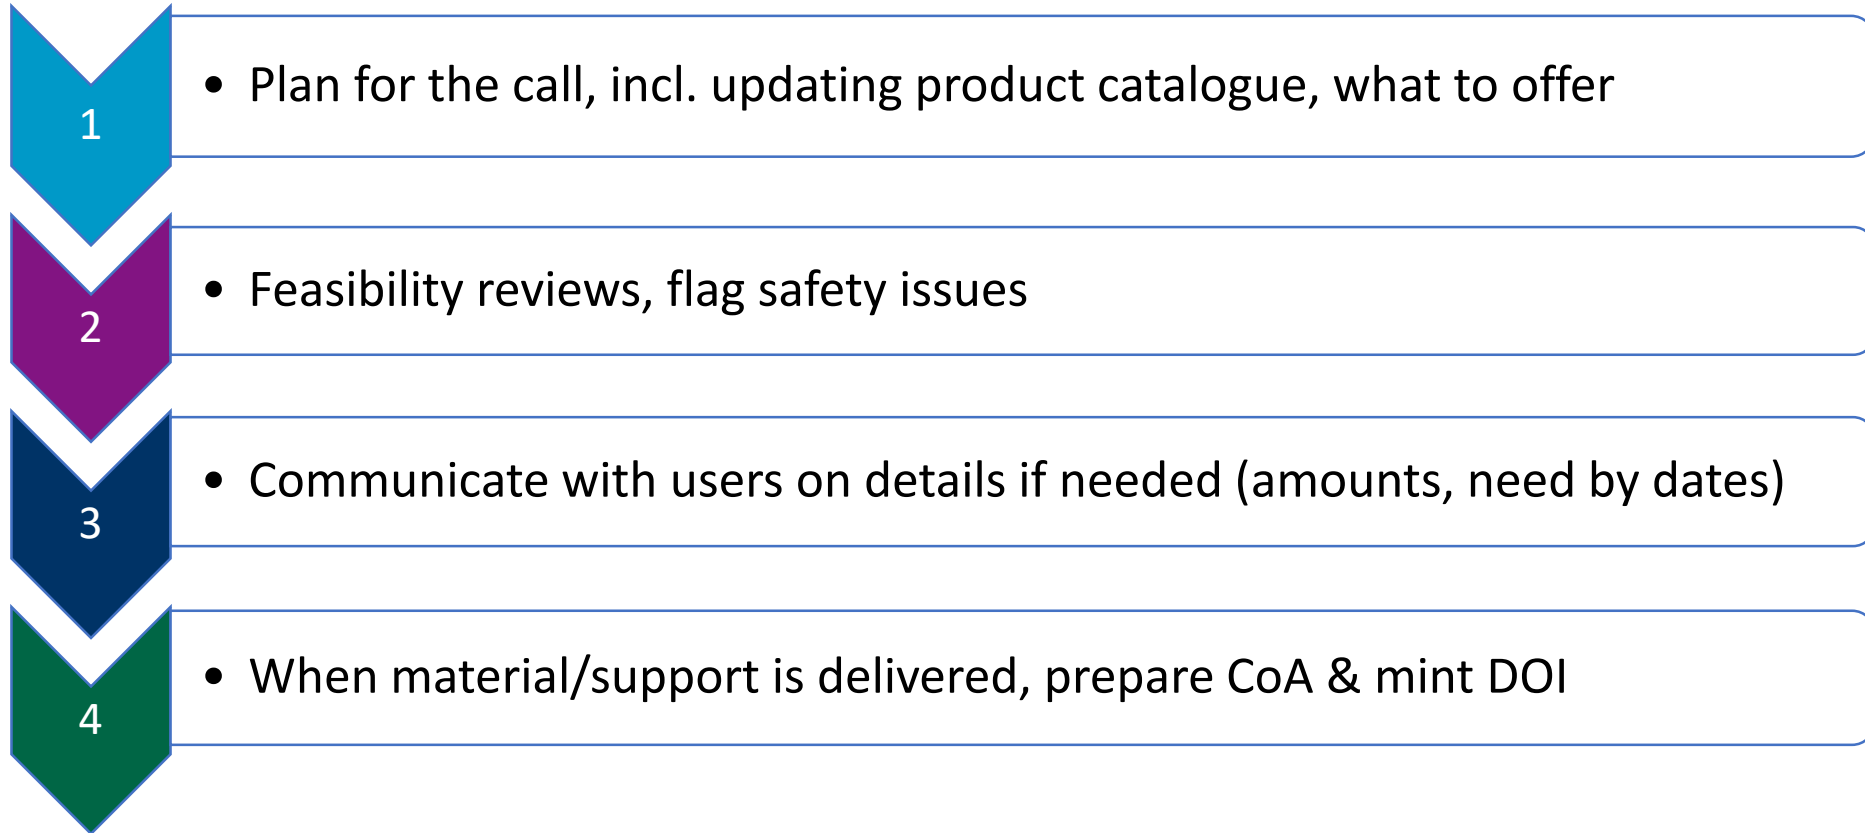 1
• Plan for the call, incl. updating product catalogue, what to offer
2
• Feasibility reviews, flag safety issues
3
• Communicate with users on details if needed (amounts, need by dates)
4
• When material/support is delivered, prepare CoA & mint DOI